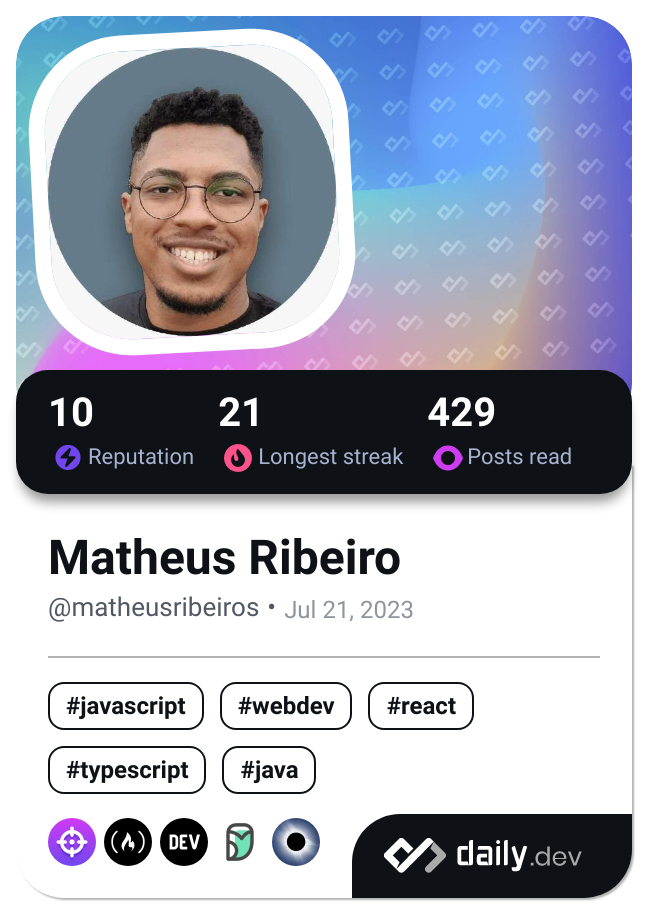 10 21 429
Reputation Longest streak Posts read
Matheus Ribeiro
@matheusribeiros • Jul 21, 2023
#javascript #webdev #react
#typescript #java
DEV
daily.dev